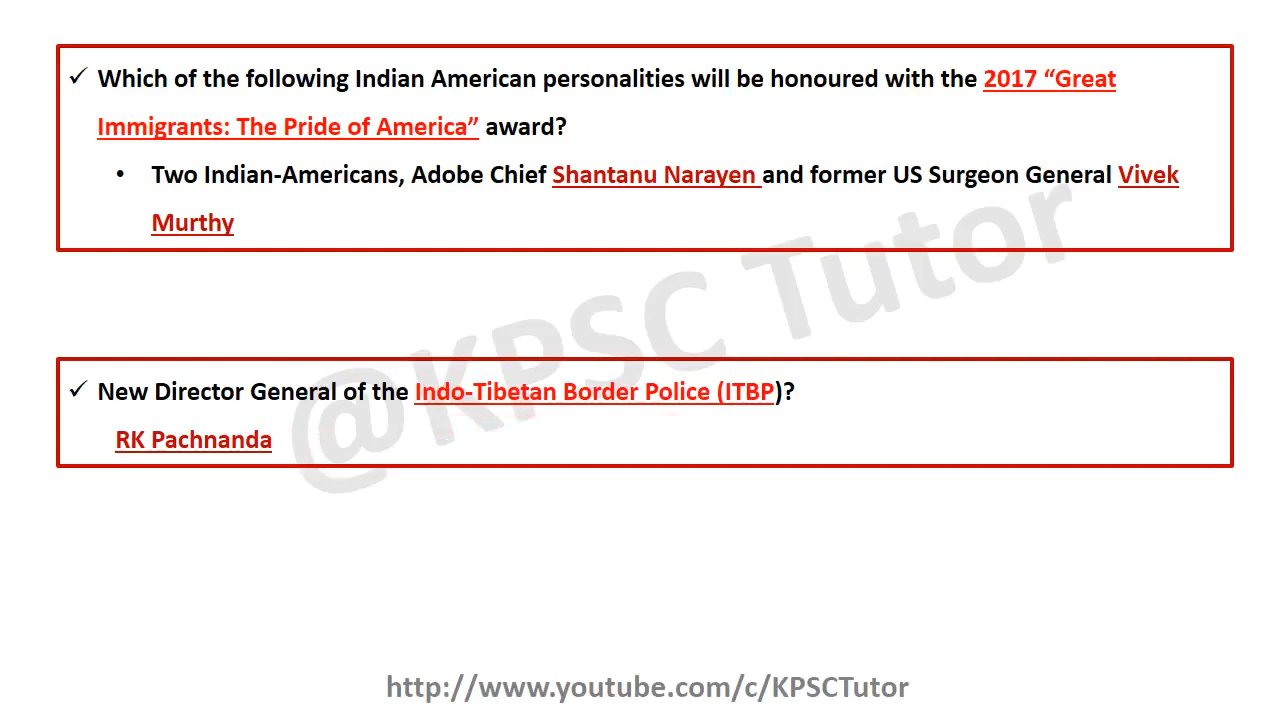 ✓ Which of the following Indian American personalities will be honoured with the 2017 “Great
Immigrants: The Pride of America” award?
• Two Indian-Americans, Adobe Chief Shantanu Narayen and former US Surgeon General Vivek
Murthy
@KPSC Tutor
✓ New Director General of the Indo-Tibetan Border Police (ITBP)?
RK Pachnanda
http://www.youtube.com/c/KPSCTutor